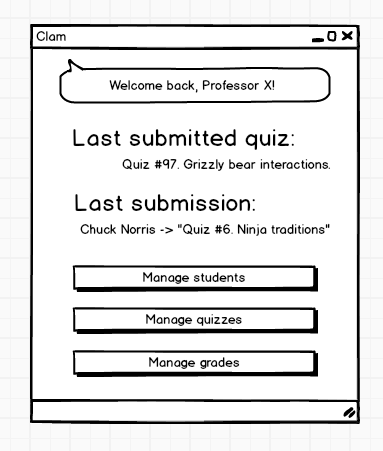 Clam
Welcome back, Professor X!
Last submitted quiz:
Quiz #97. Grizzly bear interactions.
Last submission:
Chuck Norris -> "Quiz #6. Ninja traditions"
Manage students
Manage quizzes
Manage grades